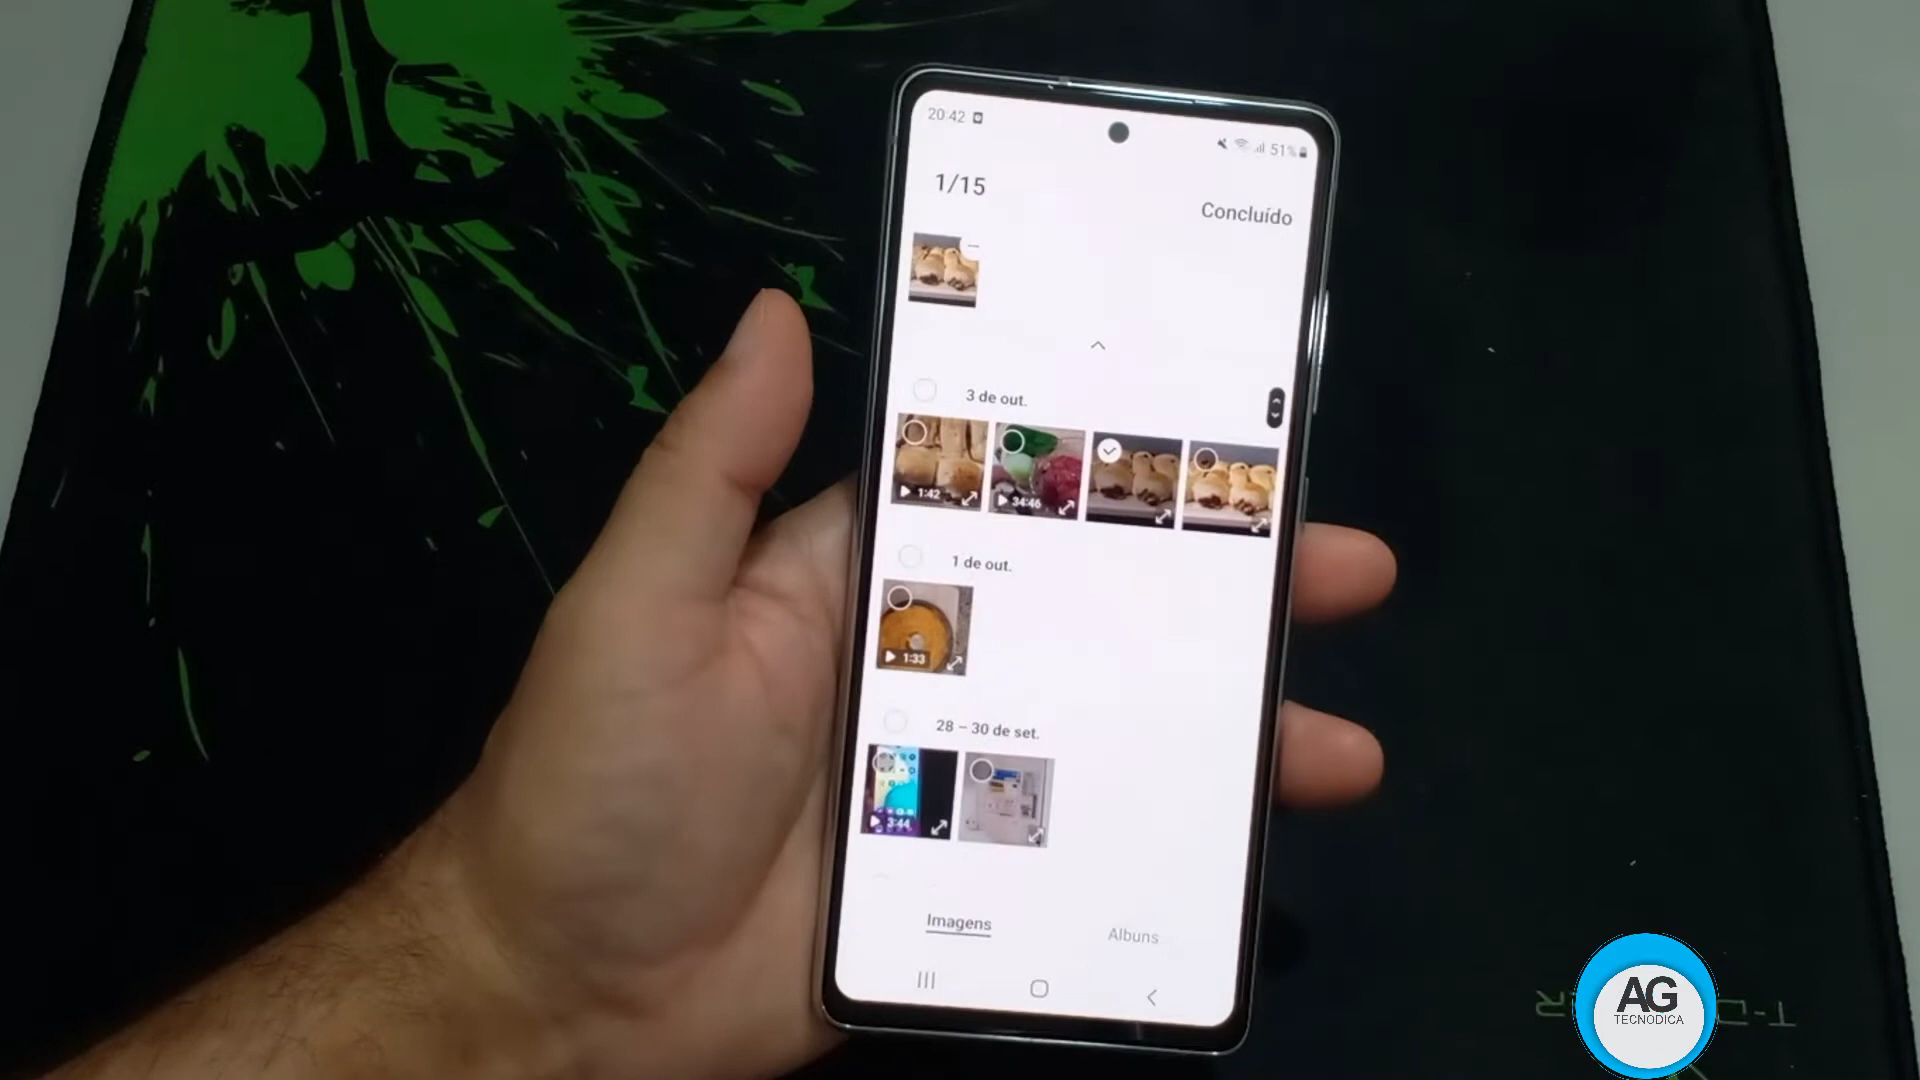 20:42
51%
1/15
Concluído
3 de out.
1:42
34:46
1 de out.
1:33
28 – 30 de set.
3:44
Imagens
Álbuns
AG
TECNODICA